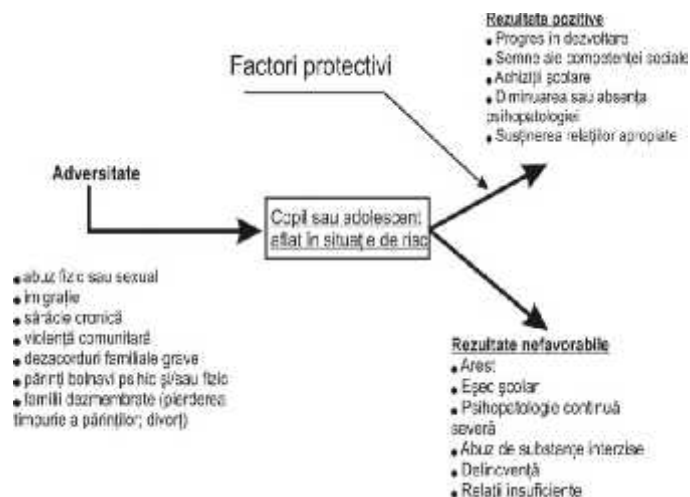 Rezultate pozitive
● Progres in dezvoltare
● Semne ale competenței sociale
● Achiziții școlare
● Diminuarea sau absența
psihopatologiei
● Susținerea relațiilor apropiate
Factori protectivi
Adversitate
Copil sau adolescent
aflat în situație de risc
● abuz fizic sau sexual
● imigrație
● sărăcie cronică
● violență comunitară
● dezacorduri familiale grave
● părinți bolnavi psihic și/sau fizic
● familii dezmembrate (pierderea
timpurie a părinților; divorț)
Rezultate nefavorabile
● Arest
● Eșec școlar
● Psihopatologie continuă
severă
● Abuz de substanțe interzise
● Delincvență
● Relații insuficiente